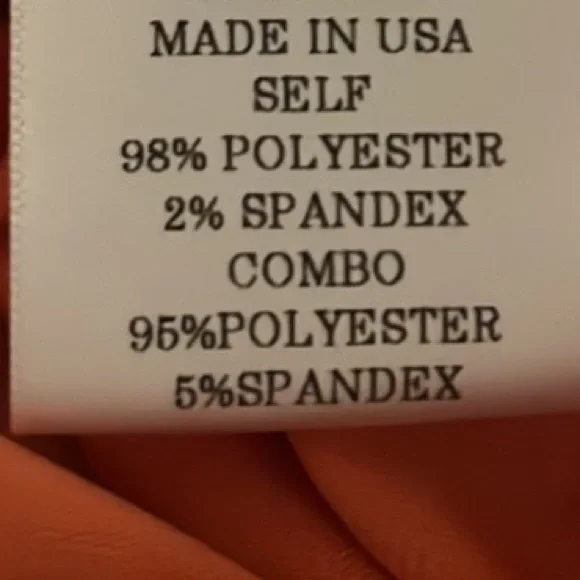 MADE IN USA
SELF
98% POLYESTER
2% SPANDEX
COMBO
95%POLYESTER
5%SPANDEX